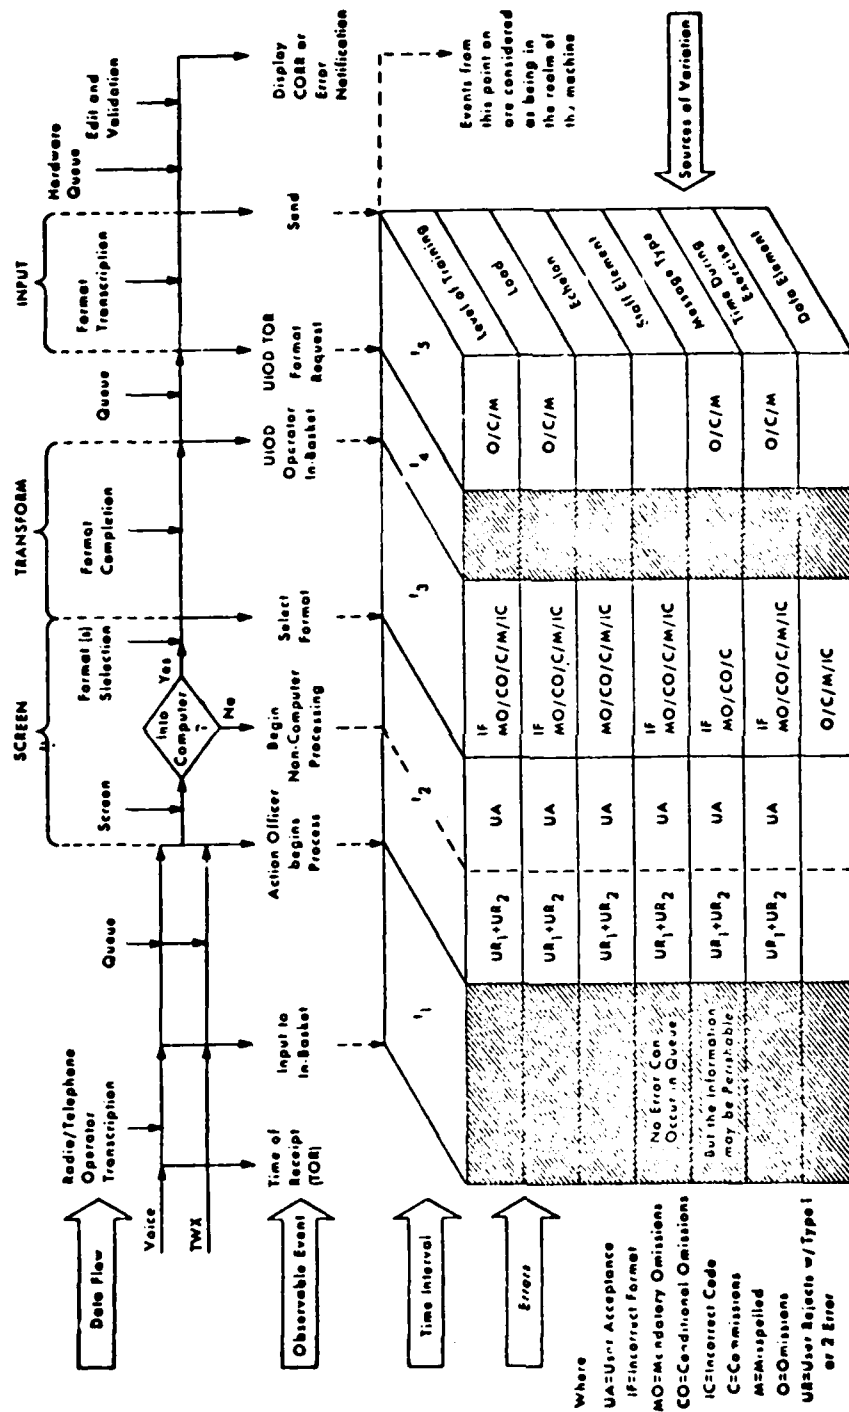 SCREEN
TRANSFORM
INPUT
Radio/Telephone
Operator
Transcription
Queue
Screen
Format (s)
Slelection
Format
Completion
Queue
Format
Transcription
Hardware
Queue
Edit and
Validation
Data Flow
Voice
TWX
Into
Computer
?
Yes
No
Observable Event
Time of
Receipt
(TOR)
Input to
In-Basket
Action Officer
begins
Process
Begin
Non-Computer
Processing
Select
Format
UIOD
Operator
In-Basket
UIOD TOR
Format
Request
Send
Display
CORR or
Error
Notification
Events from
this point on
are considered
as being in
the realm of
the machine
Time Interval
t1
t2
t3
t4
t5
Level of Training
Load
Echelon
Staff Element
Message Type
Time During
Exercise
Data Element
Sources of Variation
Errors
UR1+UR2
UA
IF
MO/CO/C/M/IC
O/C/M
UR1+UR2
UA
IF
MO/CO/C/M/IC
O/C/M
UR1+UR2
UA
MO/CO/C/M/IC
No Error Can
Occur in Queue
UR1+UR2
UA
IF
MO/CO/C/M/IC
But the Information
may be Perishable
UR1+UR2
UA
IF
MO/CO/C
O/C/M
UR1+UR2
UA
IF
MO/CO/C/M/IC
O/C/M
O/C/M/IC
Where
UA=User Acceptance
IF=Incorrect Format
MO=Mandatory Omissions
CO=Conditional Omissions
IC=Incorrect Code
C=Commissions
M=Misspelled
O=Omissions
UR=User Rejects w/ Type 1
or 2 Error